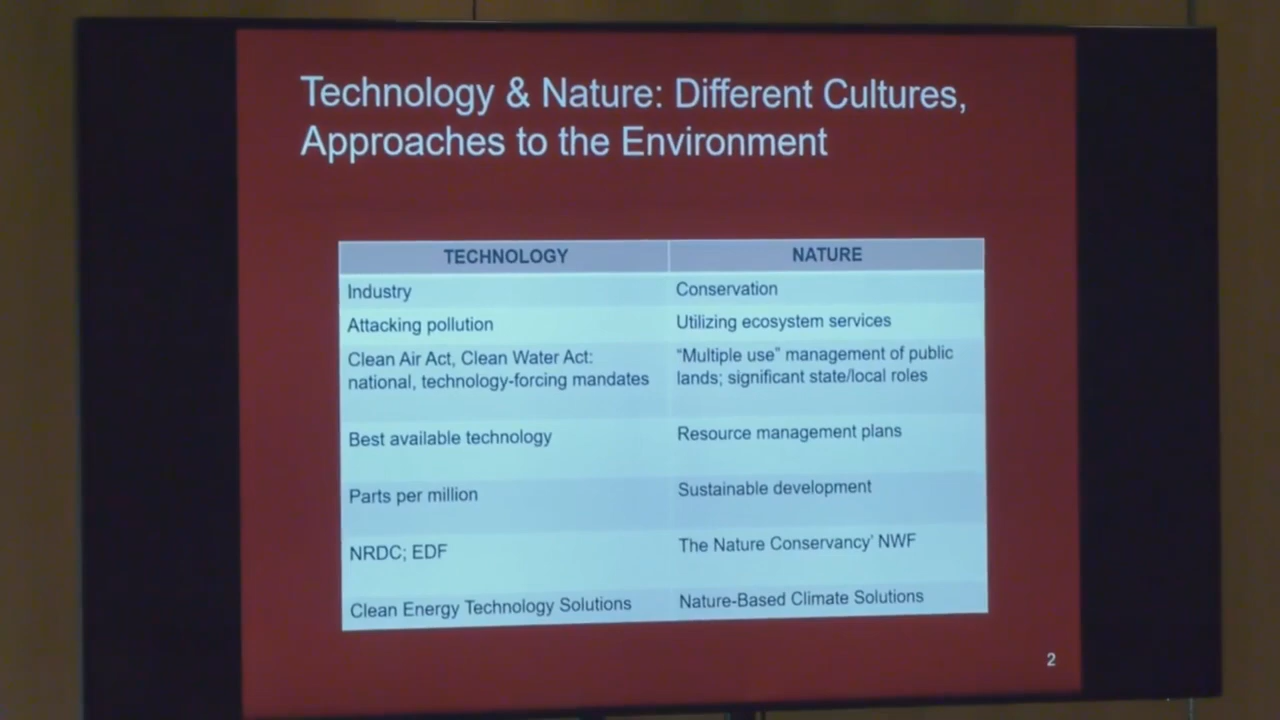 Technology & Nature: Different Cultures,
Approaches to the Environment
TECHNOLOGY NATURE
Industry Conservation
Attacking pollution Utilizing ecosystem services
Clean Air Act, Clean Water Act: "Multiple use" management of public
national, technology-forcing mandates lands; significant state/local roles
Best available technology Resource management plans
Parts per million Sustainable development
NRDC; EDF The Nature Conservancy' NWF
Clean Energy Technology Solutions Nature-Based Climate Solutions
2